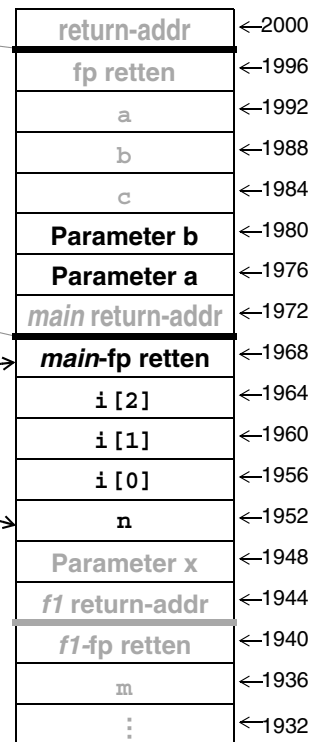 return-addr ←2000
fp retten ←1996
a ←1992
b ←1988
c ←1984
Parameter b ←1980
Parameter a ←1976
main return-addr ←1972
main-fp retten ←1968
i[2] ←1964
i[1] ←1960
i[0] ←1956
n ←1952
Parameter x ←1948
f1 return-addr ←1944
f1-fp retten ←1940
m ←1936
⋮ ←1932